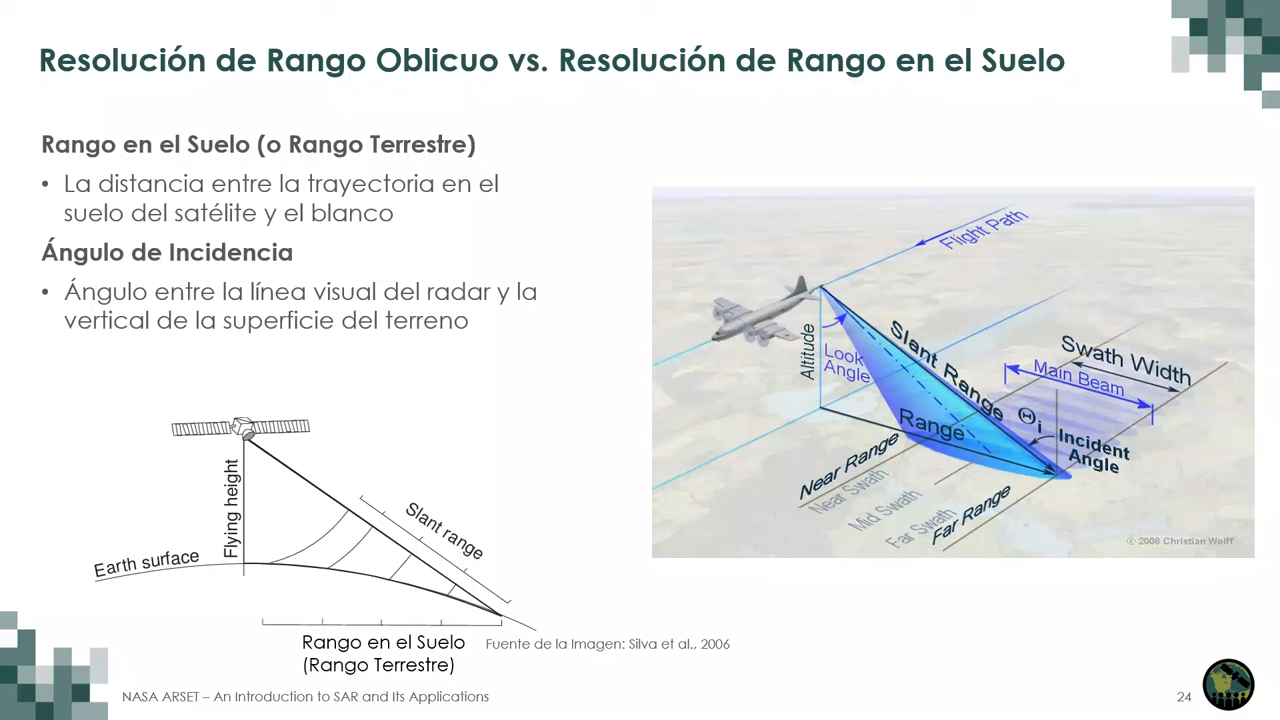 Resolución de Rango Oblicuo vs. Resolución de Rango en el Suelo
Rango en el Suelo (o Rango Terrestre)
• La distancia entre la trayectoria en el
suelo del satélite y el blanco
Ángulo de Incidencia
• Ángulo entre la línea visual del radar y la
vertical de la superficie del terreno
Flying height
Slant range
Earth surface
Rango en el Suelo
(Rango Terrestre)
Fuente de la Imagen: Silva et al., 2006
Flight Path
Altitude
Look
Angle
Slant Range
Swath Width
Main Beam
Range
Θi
Incident
Angle
Near Range
Near Swath
Mid Swath
Far Swath
Far Range
© 2008 Christian Wolff
NASA ARSET – An Introduction to SAR and Its Applications
24